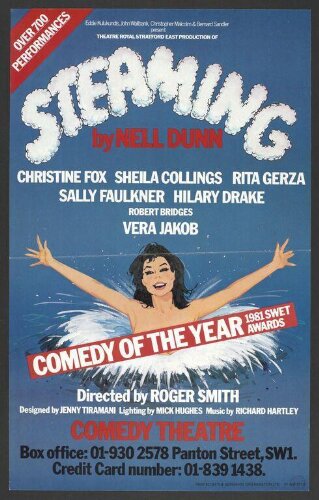 OVER 700
PERFORMANCES
Eddie Kulukundis, John Wallbank, Christopher Malcolm & Bernard Sandler
present
THEATRE ROYAL STRATFORD EAST PRODUCTION OF
STEAMING
by NELL DUNN
CHRISTINE FOX SHEILA COLLINGS RITA GERZA
SALLY FAULKNER HILARY DRAKE
ROBERT BRIDGES
VERA JAKOB
COMEDY OF THE YEAR 1981 SWET
AWARDS
Directed by ROGER SMITH
Designed by JENNY TIRAMANI Lighting by MICK HUGHES Music by RICHARD HARTLEY
COMEDY THEATRE
Box office: 01-930 2578 Panton Street, SW1.
Credit Card number: 01-839 1438.